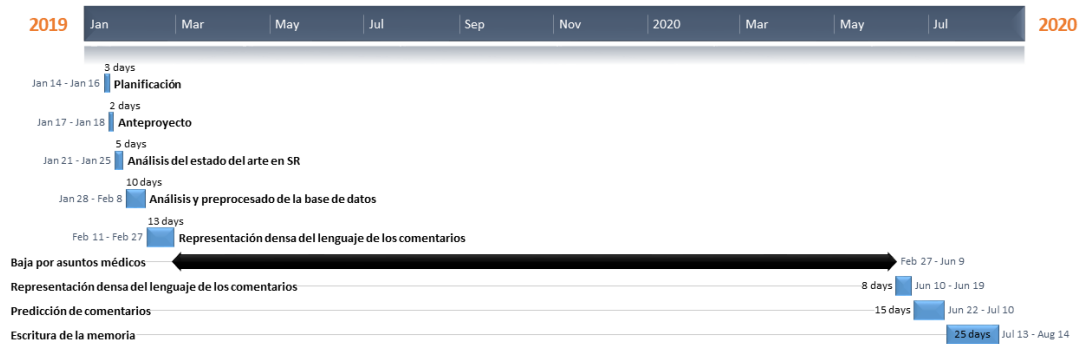 2019 Jan Mar May Jul Sep Nov 2020 Mar May Jul 2020
3 days
Jan 14 - Jan 16 Planificación
2 days
Jan 17 - Jan 18 Anteproyecto
5 days
Jan 21 - Jan 25 Análisis del estado del arte en SR
10 days
Jan 28 - Feb 8 Análisis y preprocesado de la base de datos
13 days
Feb 11 - Feb 27 Representación densa del lenguaje de los comentarios
Baja por asuntos médicos Feb 27 - Jun 9
Representación densa del lenguaje de los comentarios 8 days Jun 10 - Jun 19
Predicción de comentarios 15 days Jun 22 - Jul 10
Escritura de la memoria 25 days Jul 13 - Aug 14